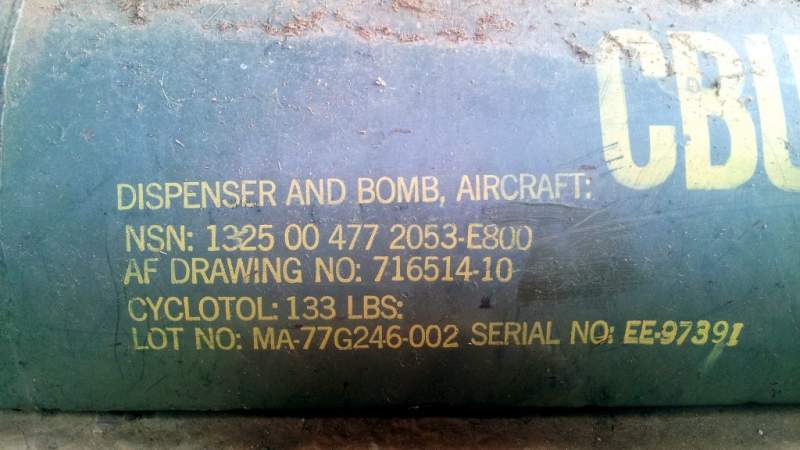 CBU
DISPENSER AND BOMB, AIRCRAFT:
NSN: 1325 00 477 2053-E800
AF DRAWING NO: 716514-10
CYCLOTOL: 133 LBS:
LOT NO: MA-77G246-002 SERIAL NO: EE-97391